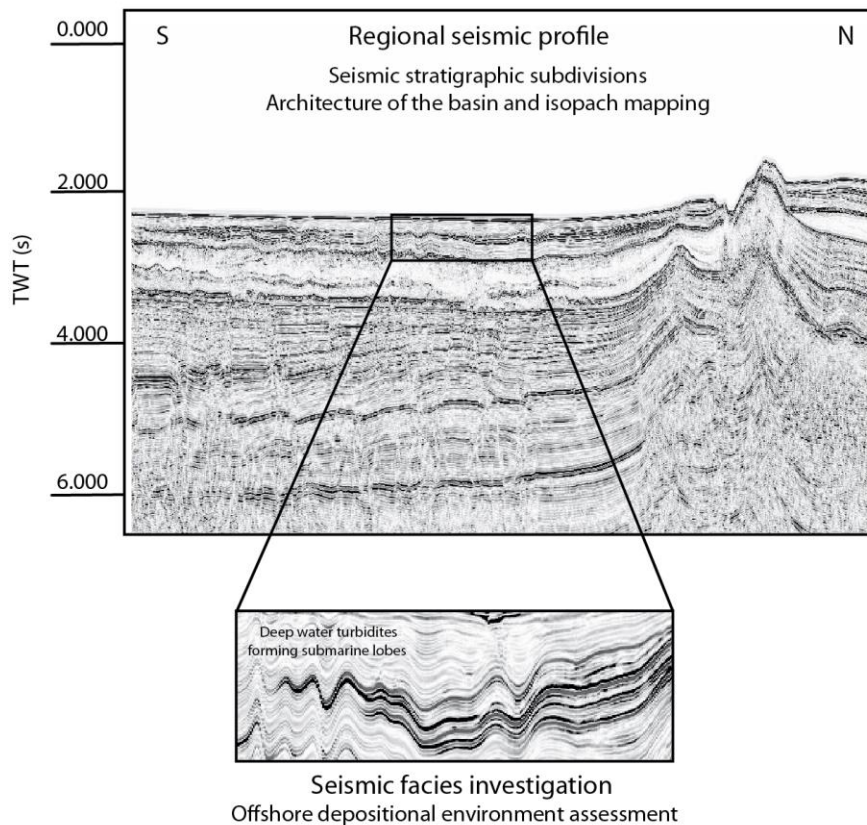 0.000
S
Regional seismic profile
N
Seismic stratigraphic subdivisions
Architecture of the basin and isopach mapping
2.000
TWT (s)
4.000
6.000
Deep water turbidites
forming submarine lobes
Seismic facies investigation
Offshore depositional environment assessment